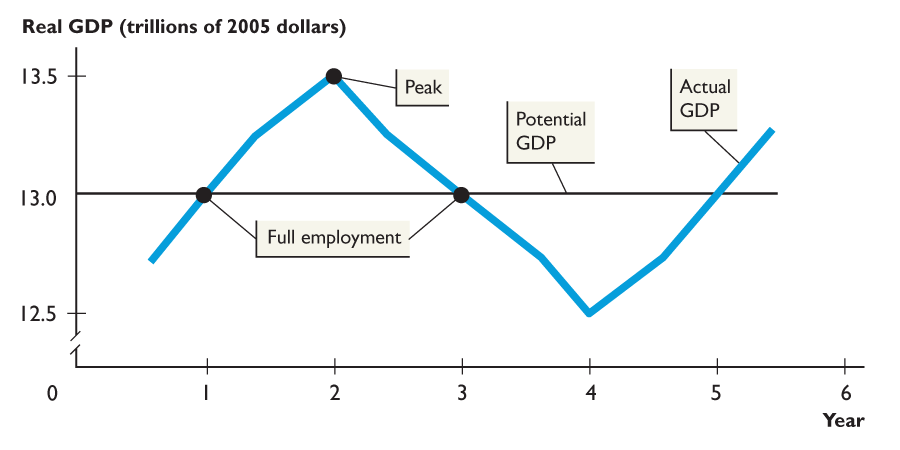 Real GDP (trillions of 2005 dollars)
13.5
Peak
Actual
GDP
Potential
GDP
13.0
Full employment
12.5
0
1
2
3
4
5
6
Year